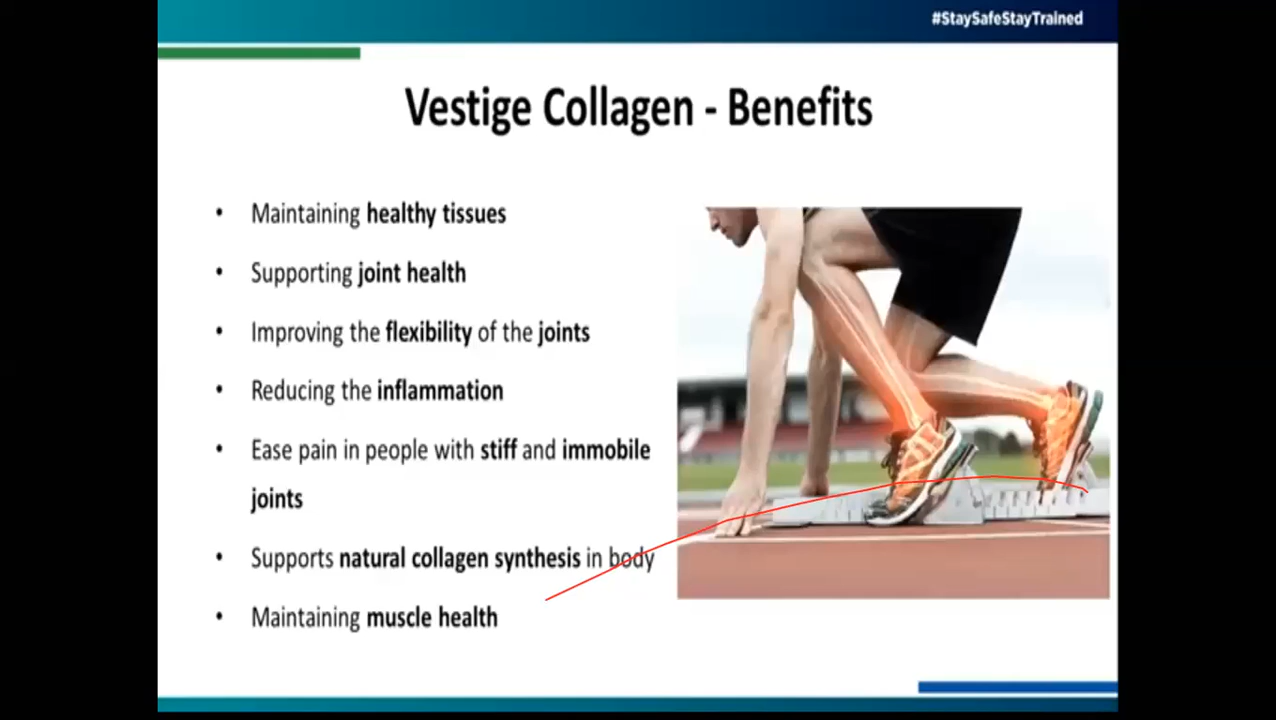 #StaySafeStayTrained
Vestige Collagen - Benefits
• Maintaining healthy tissues
• Supporting joint health
• Improving the flexibility of the joints
• Reducing the inflammation
• Ease pain in people with stiff and immobile
joints
• Supports natural collagen synthesis in body
• Maintaining muscle health